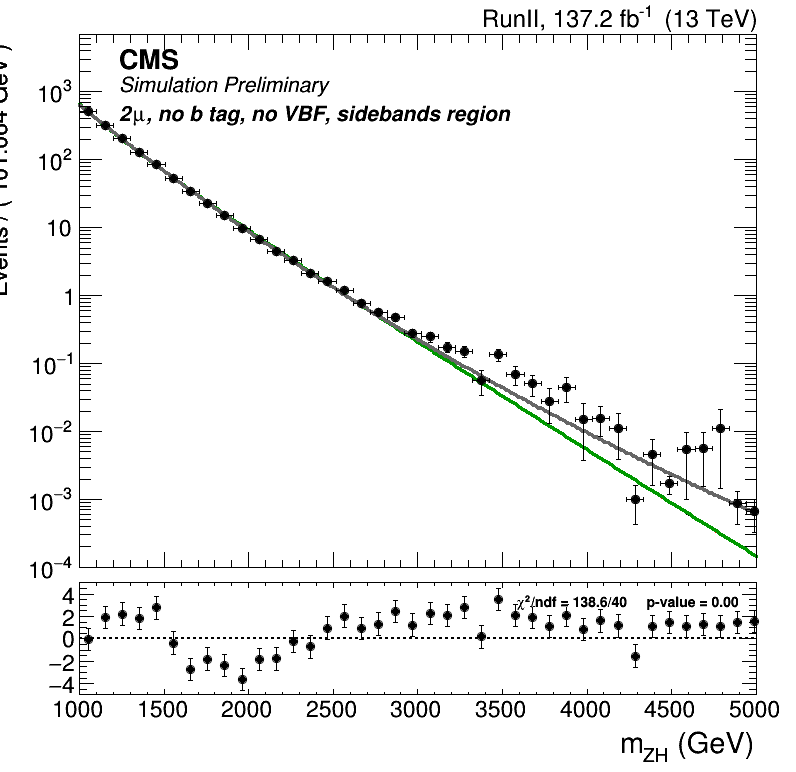 RunII, 137.2 fb⁻¹ (13 TeV)
CMS
Simulation Preliminary
2μ, no b tag, no VBF, sidebands region
10³
10²
10
1
10⁻¹
10⁻²
10⁻³
10⁻⁴
χ²/ndf = 138.6/40 p-value = 0.00
4
2
0
−2
−4
1000 1500 2000 2500 3000 3500 4000 4500 5000
m_ZH (GeV)